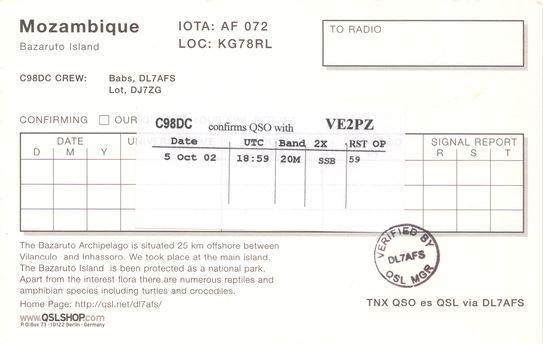 Mozambique
Bazaruto Island
IOTA: AF 072
LOC: KG78RL
TO RADIO
C98DC CREW: Babs, DL7AFS
Lot, DJ7ZG
CONFIRMING OUR
C98DC confirms QSO with VE2PZ
Date UTC Band 2X RST OP
5 Oct 02 18:59 20M SSB 59
DATE
D M Y
SIGNAL REPORT
R S T
The Bazaruto Archipelago is situated 25 km offshore between
Vilanculo and Inhassoro. We took place at the main island.
The Bazaruto Island is been protected as a national park.
Apart from the interest flora there are numerous reptiles and
amphibian species including turtles and crocodiles.
Home Page: http://qsl.net/dl7afs/
VERIFIED BY
DL7AFS
QSL MGR
TNX QSO es QSL via DL7AFS
www.QSLSHOP.com
P.O.Box 73 -10122 Berlin - Germany